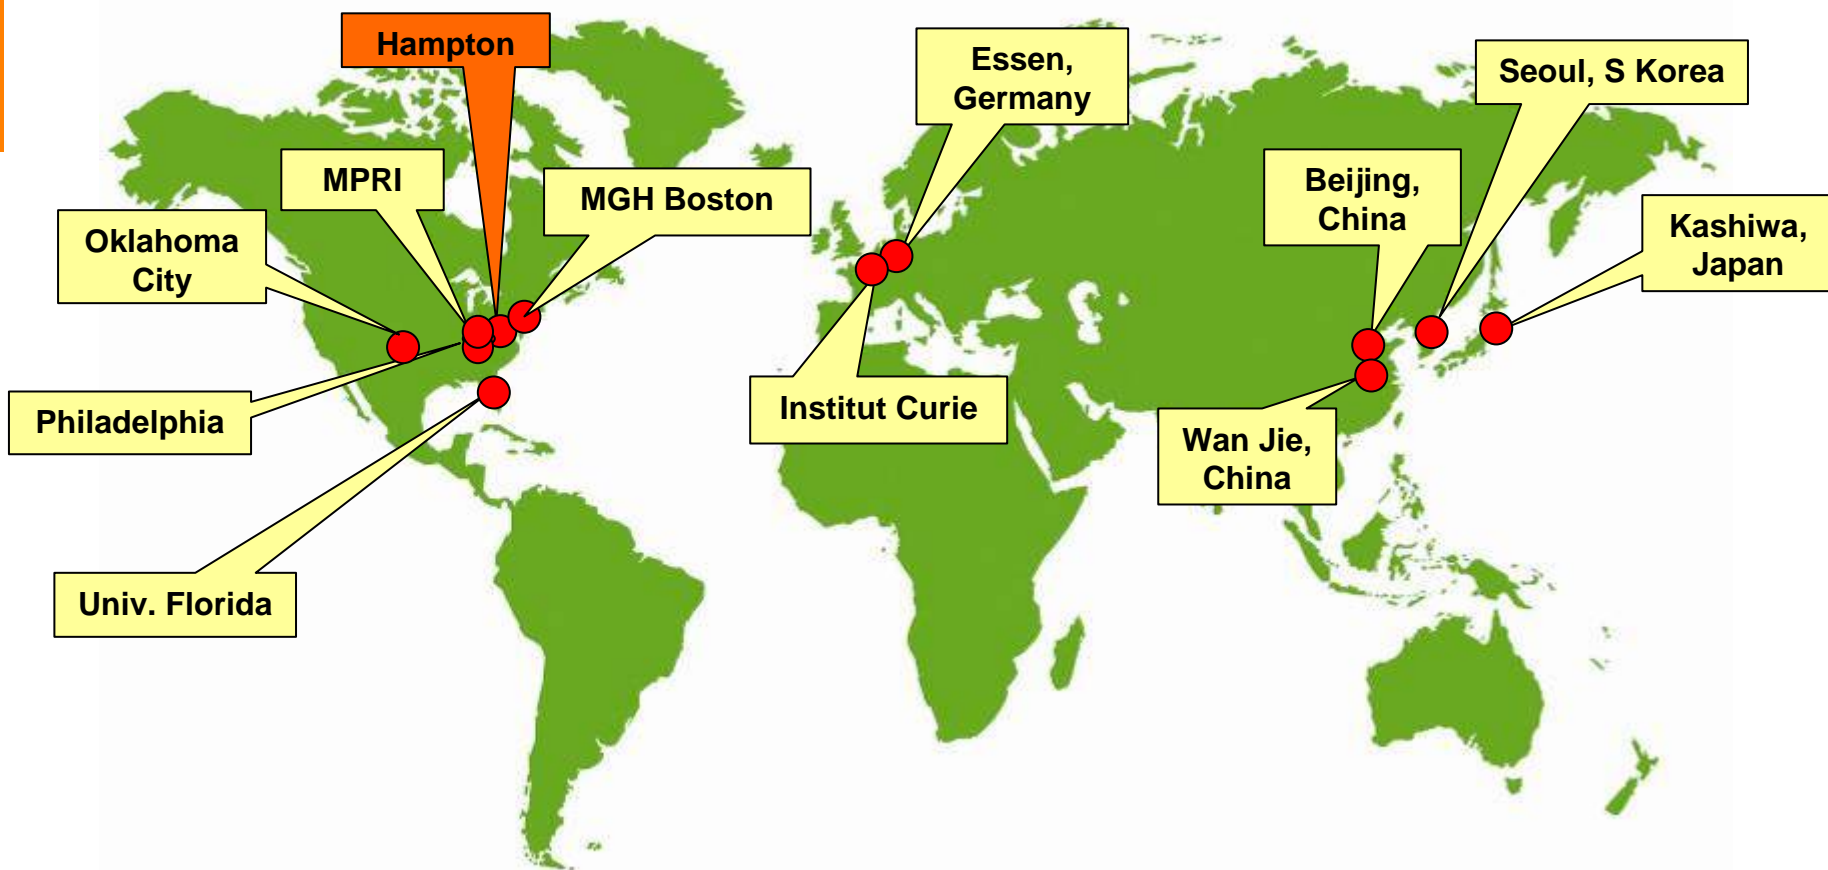 Hampton
Essen,
Germany
Seoul, S Korea
MPRI
MGH Boston
Beijing,
China
Oklahoma
City
Kashiwa,
Japan
Philadelphia
Institut Curie
Wan Jie,
China
Univ. Florida